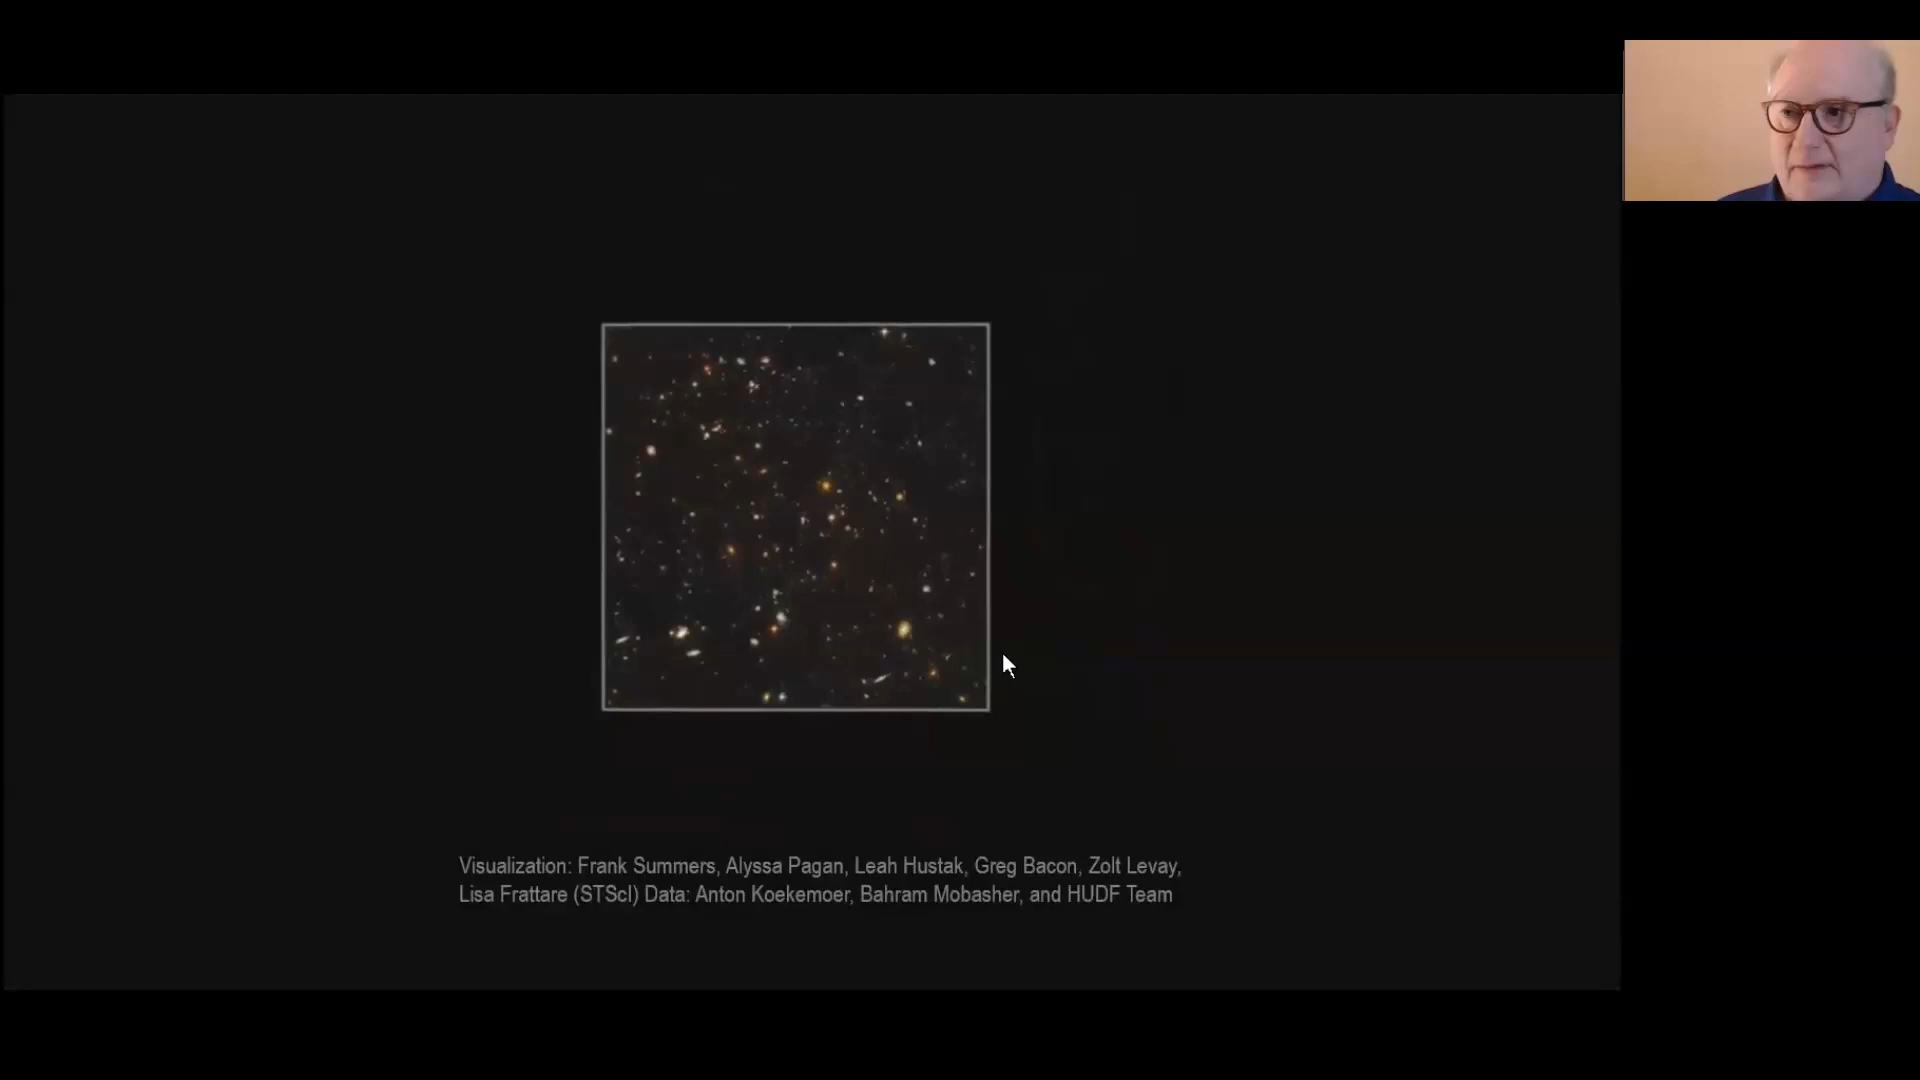 Visualization: Frank Summers, Alyssa Pagan, Leah Hustak, Greg Bacon, Zolt Levay,
Lisa Frattare (STScI) Data: Anton Koekemoer, Bahram Mobasher, and HUDF Team